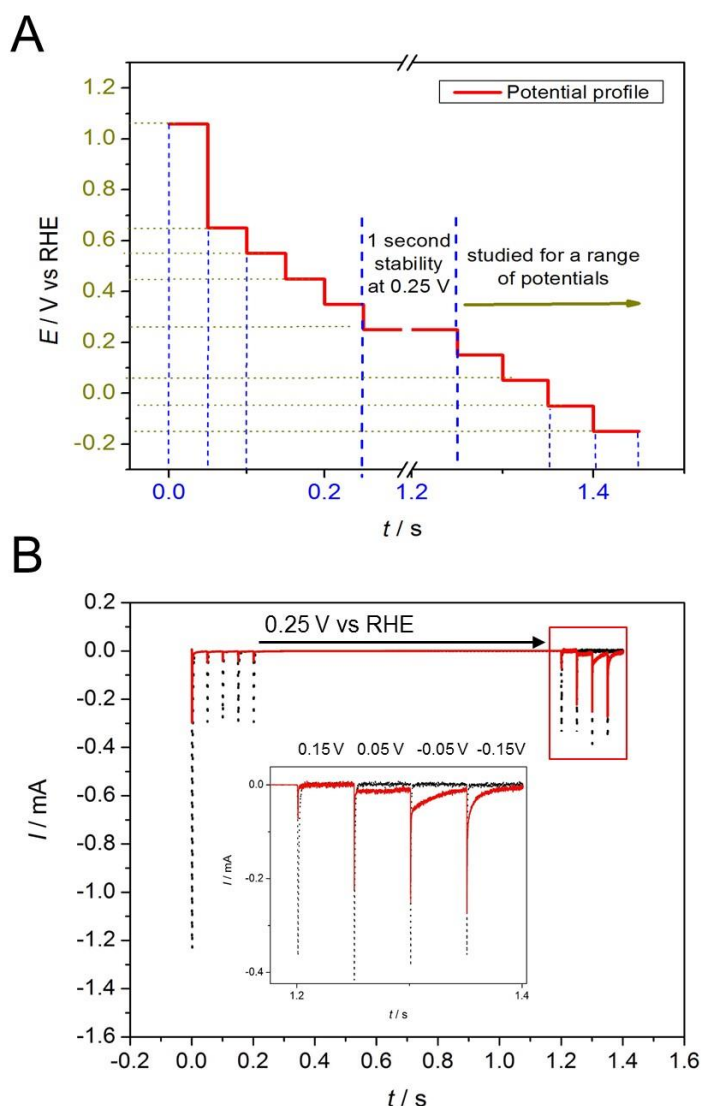 A
1.2
1.0
0.8
0.6
0.4
0.2
0.0
-0.2
E / V vs RHE
Potential profile
1 second
stability
at 0.25 V
studied for a range
of potentials
0.0 0.2 1.2 1.4
t / s
B
0.2
0.0
-0.2
-0.4
-0.6
-0.8
-1.0
-1.2
-1.4
-1.6
I / mA
0.25 V vs RHE
0.15 V 0.05 V -0.05 V -0.15V
0.0
-0.2
-0.4
I / mA
1.2 1.4
t / s
-0.2 0.0 0.2 0.4 0.6 0.8 1.0 1.2 1.4 1.6
t / s